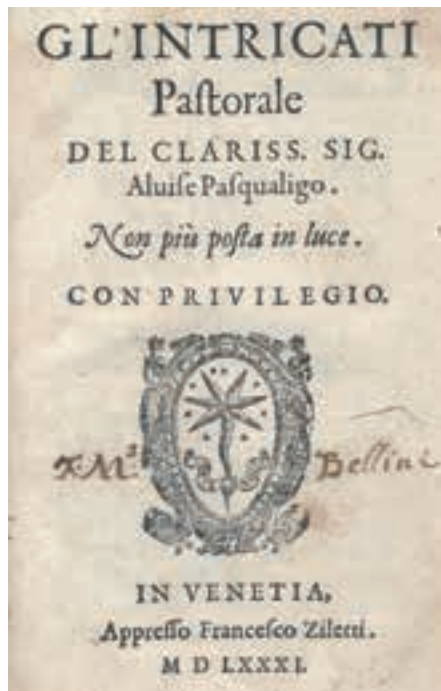 GL'INTRICATI
Paſtorale
DEL CLARISS. SIG.
Aluiſe Paſqualigo.
Non più poſta in luce.
CON PRIVILEGIO.
Bellini
IN VENETIA,
Appreſſo Franceſco Ziletti.
M D LXXXI.